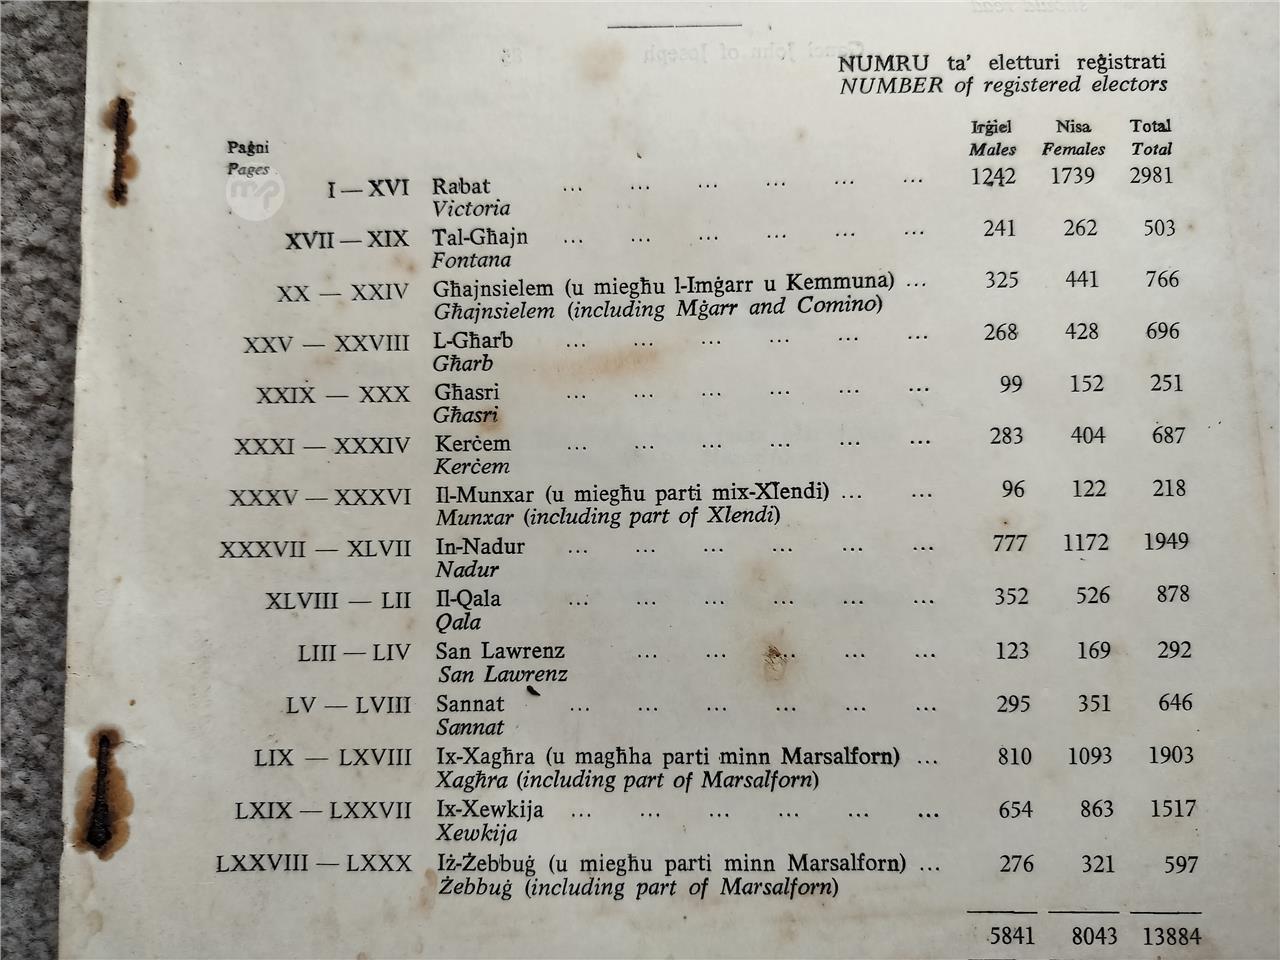 NUMRU ta' eletturi reġistrati
NUMBER of registered electors
Paġni Irġiel Nisa Total
Pages Males Females Total
I — XVI Rabat ... ... ... ... ... ... 1242 1739 2981
Victoria
XVII — XIX Tal-Għajn ... ... ... ... ... ... 241 262 503
Fontana
XX — XXIV Għajnsielem (u miegħu l-Imġarr u Kemmuna) ... 325 441 766
Għajnsielem (including Mġarr and Comino)
XXV — XXVIII L-Għarb ... ... ... ... ... ... 268 428 696
Għarb
XXIX — XXX Għasri ... ... ... ... ... ... 99 152 251
Għasri
XXXI — XXXIV Kerċem ... ... ... ... ... ... 283 404 687
Kerċem
XXXV — XXXVI Il-Munxar (u miegħu parti mix-Xlendi) ... ... 96 122 218
Munxar (including part of Xlendi)
XXXVII — XLVII In-Nadur ... ... ... ... ... ... 777 1172 1949
Nadur
XLVIII — LII Il-Qala ... ... ... ... ... ... 352 526 878
Qala
LIII — LIV San Lawrenz ... ... ... ... ... 123 169 292
San Lawrenz
LV — LVIII Sannat ... ... ... ... ... ... 295 351 646
Sannat
LIX — LXVIII Ix-Xagħra (u magħha parti minn Marsalforn) ... 810 1093 1903
Xagħra (including part of Marsalforn)
LXIX — LXXVII Ix-Xewkija ... ... ... ... ... ... 654 863 1517
Xewkija
LXXVIII — LXXX Iż-Żebbuġ (u miegħu parti minn Marsalforn) ... 276 321 597
Żebbuġ (including part of Marsalforn)
5841 8043 13884